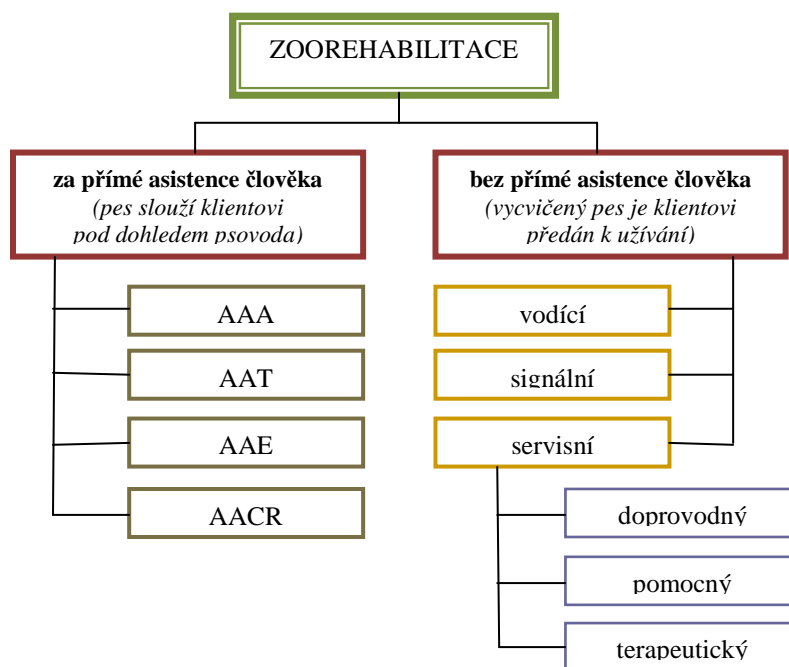 ZOOREHABILITACE
za přímé asistence člověka
(pes slouží klientovi
pod dohledem psovoda)
AAA
AAT
AAE
AACR
bez přímé asistence člověka
(vycvičený pes je klientovi
předán k užívání)
vodící
signální
servisní
doprovodný
pomocný
terapeutický